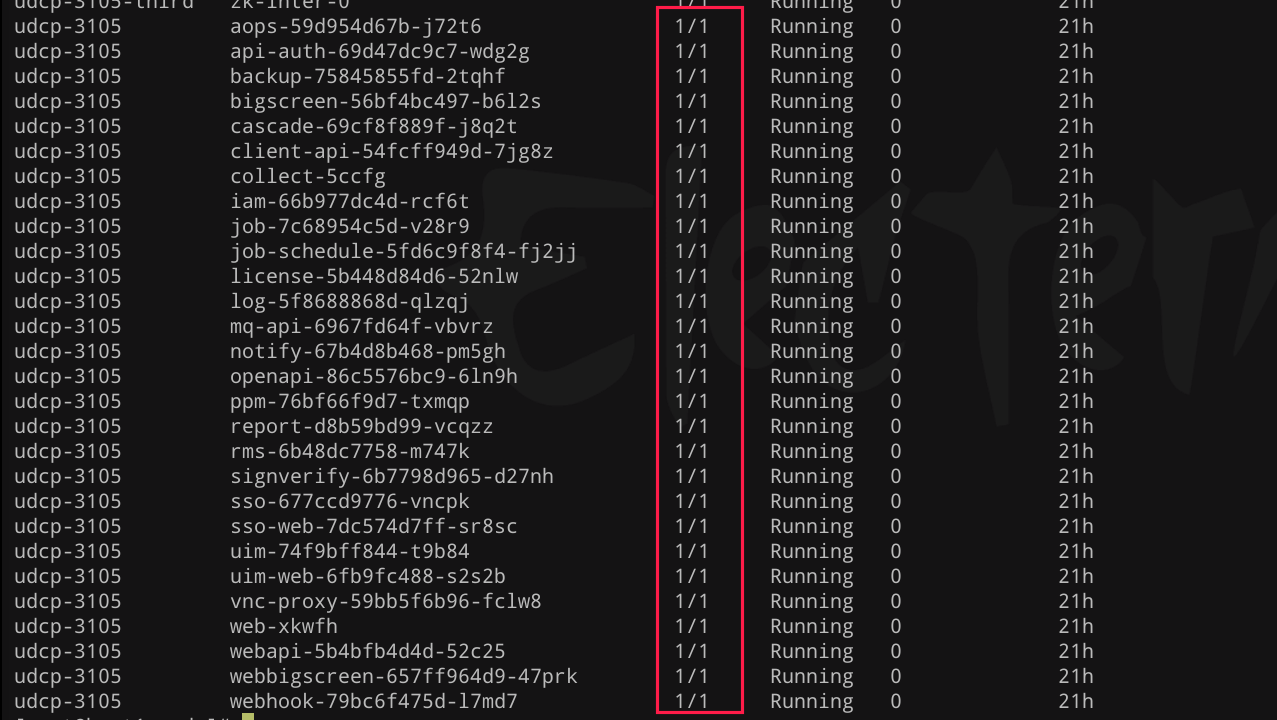 udcp-3105-third zk-inter-0 1/1 Running 0 21h
udcp-3105 aops-59d954d67b-j72t6 1/1 Running 0 21h
udcp-3105 api-auth-69d47dc9c7-wdg2g 1/1 Running 0 21h
udcp-3105 backup-75845855fd-2tqhf 1/1 Running 0 21h
udcp-3105 bigscreen-56bf4bc497-b6l2s 1/1 Running 0 21h
udcp-3105 cascade-69cf8f889f-j8q2t 1/1 Running 0 21h
udcp-3105 client-api-54fcff949d-7jg8z 1/1 Running 0 21h
udcp-3105 collect-5ccfg 1/1 Running 0 21h
udcp-3105 iam-66b977dc4d-rcf6t 1/1 Running 0 21h
udcp-3105 job-7c68954c5d-v28r9 1/1 Running 0 21h
udcp-3105 job-schedule-5fd6c9f8f4-fj2jj 1/1 Running 0 21h
udcp-3105 license-5b448d84d6-52nlw 1/1 Running 0 21h
udcp-3105 log-5f8688868d-qlzqj 1/1 Running 0 21h
udcp-3105 mq-api-6967fd64f-vbvrz 1/1 Running 0 21h
udcp-3105 notify-67b4d8b468-pm5gh 1/1 Running 0 21h
udcp-3105 openapi-86c5576bc9-6ln9h 1/1 Running 0 21h
udcp-3105 ppm-76bf66f9d7-txmqp 1/1 Running 0 21h
udcp-3105 report-d8b59bd99-vcqzz 1/1 Running 0 21h
udcp-3105 rms-6b48dc7758-m747k 1/1 Running 0 21h
udcp-3105 signverify-6b7798d965-d27nh 1/1 Running 0 21h
udcp-3105 sso-677ccd9776-vncpk 1/1 Running 0 21h
udcp-3105 sso-web-7dc574d7ff-sr8sc 1/1 Running 0 21h
udcp-3105 uim-74f9bff844-t9b84 1/1 Running 0 21h
udcp-3105 uim-web-6fb9fc488-s2s2b 1/1 Running 0 21h
udcp-3105 vnc-proxy-59bb5f6b96-fclw8 1/1 Running 0 21h
udcp-3105 web-xkwfh 1/1 Running 0 21h
udcp-3105 webapi-5b4bfb4d4d-52c25 1/1 Running 0 21h
udcp-3105 webbigscreen-657ff964d9-47prk 1/1 Running 0 21h
udcp-3105 webhook-79bc6f475d-l7md7 1/1 Running 0 21h